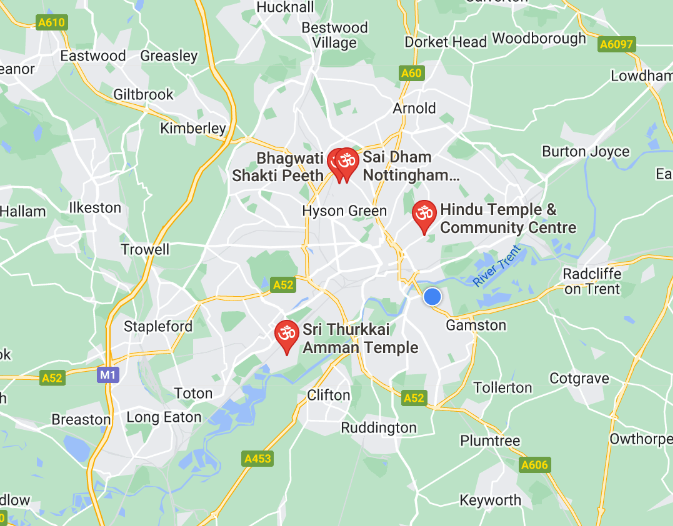 Hucknall
A610
Bestwood
Village
Dorket Head
Woodborough
A6097
Eastwood
Greasley
A60
Lowdham
Giltbrook
Arnold
Kimberley
Bhagwati
Shakti Peeth
Sai Dham
Nottingham…
Burton Joyce
Hallam
Ilkeston
Hyson Green
Hindu Temple &
Community Centre
Trowell
River Trent
Radcliffe
on Trent
A52
Stapleford
Sri Thurkkai
Amman Temple
Gamston
A52
M1
Toton
Clifton
A52
Tollerton
Cotgrave
Breaston
Long Eaton
Ruddington
Plumtree
Owthorpe
A453
A606
Keyworth